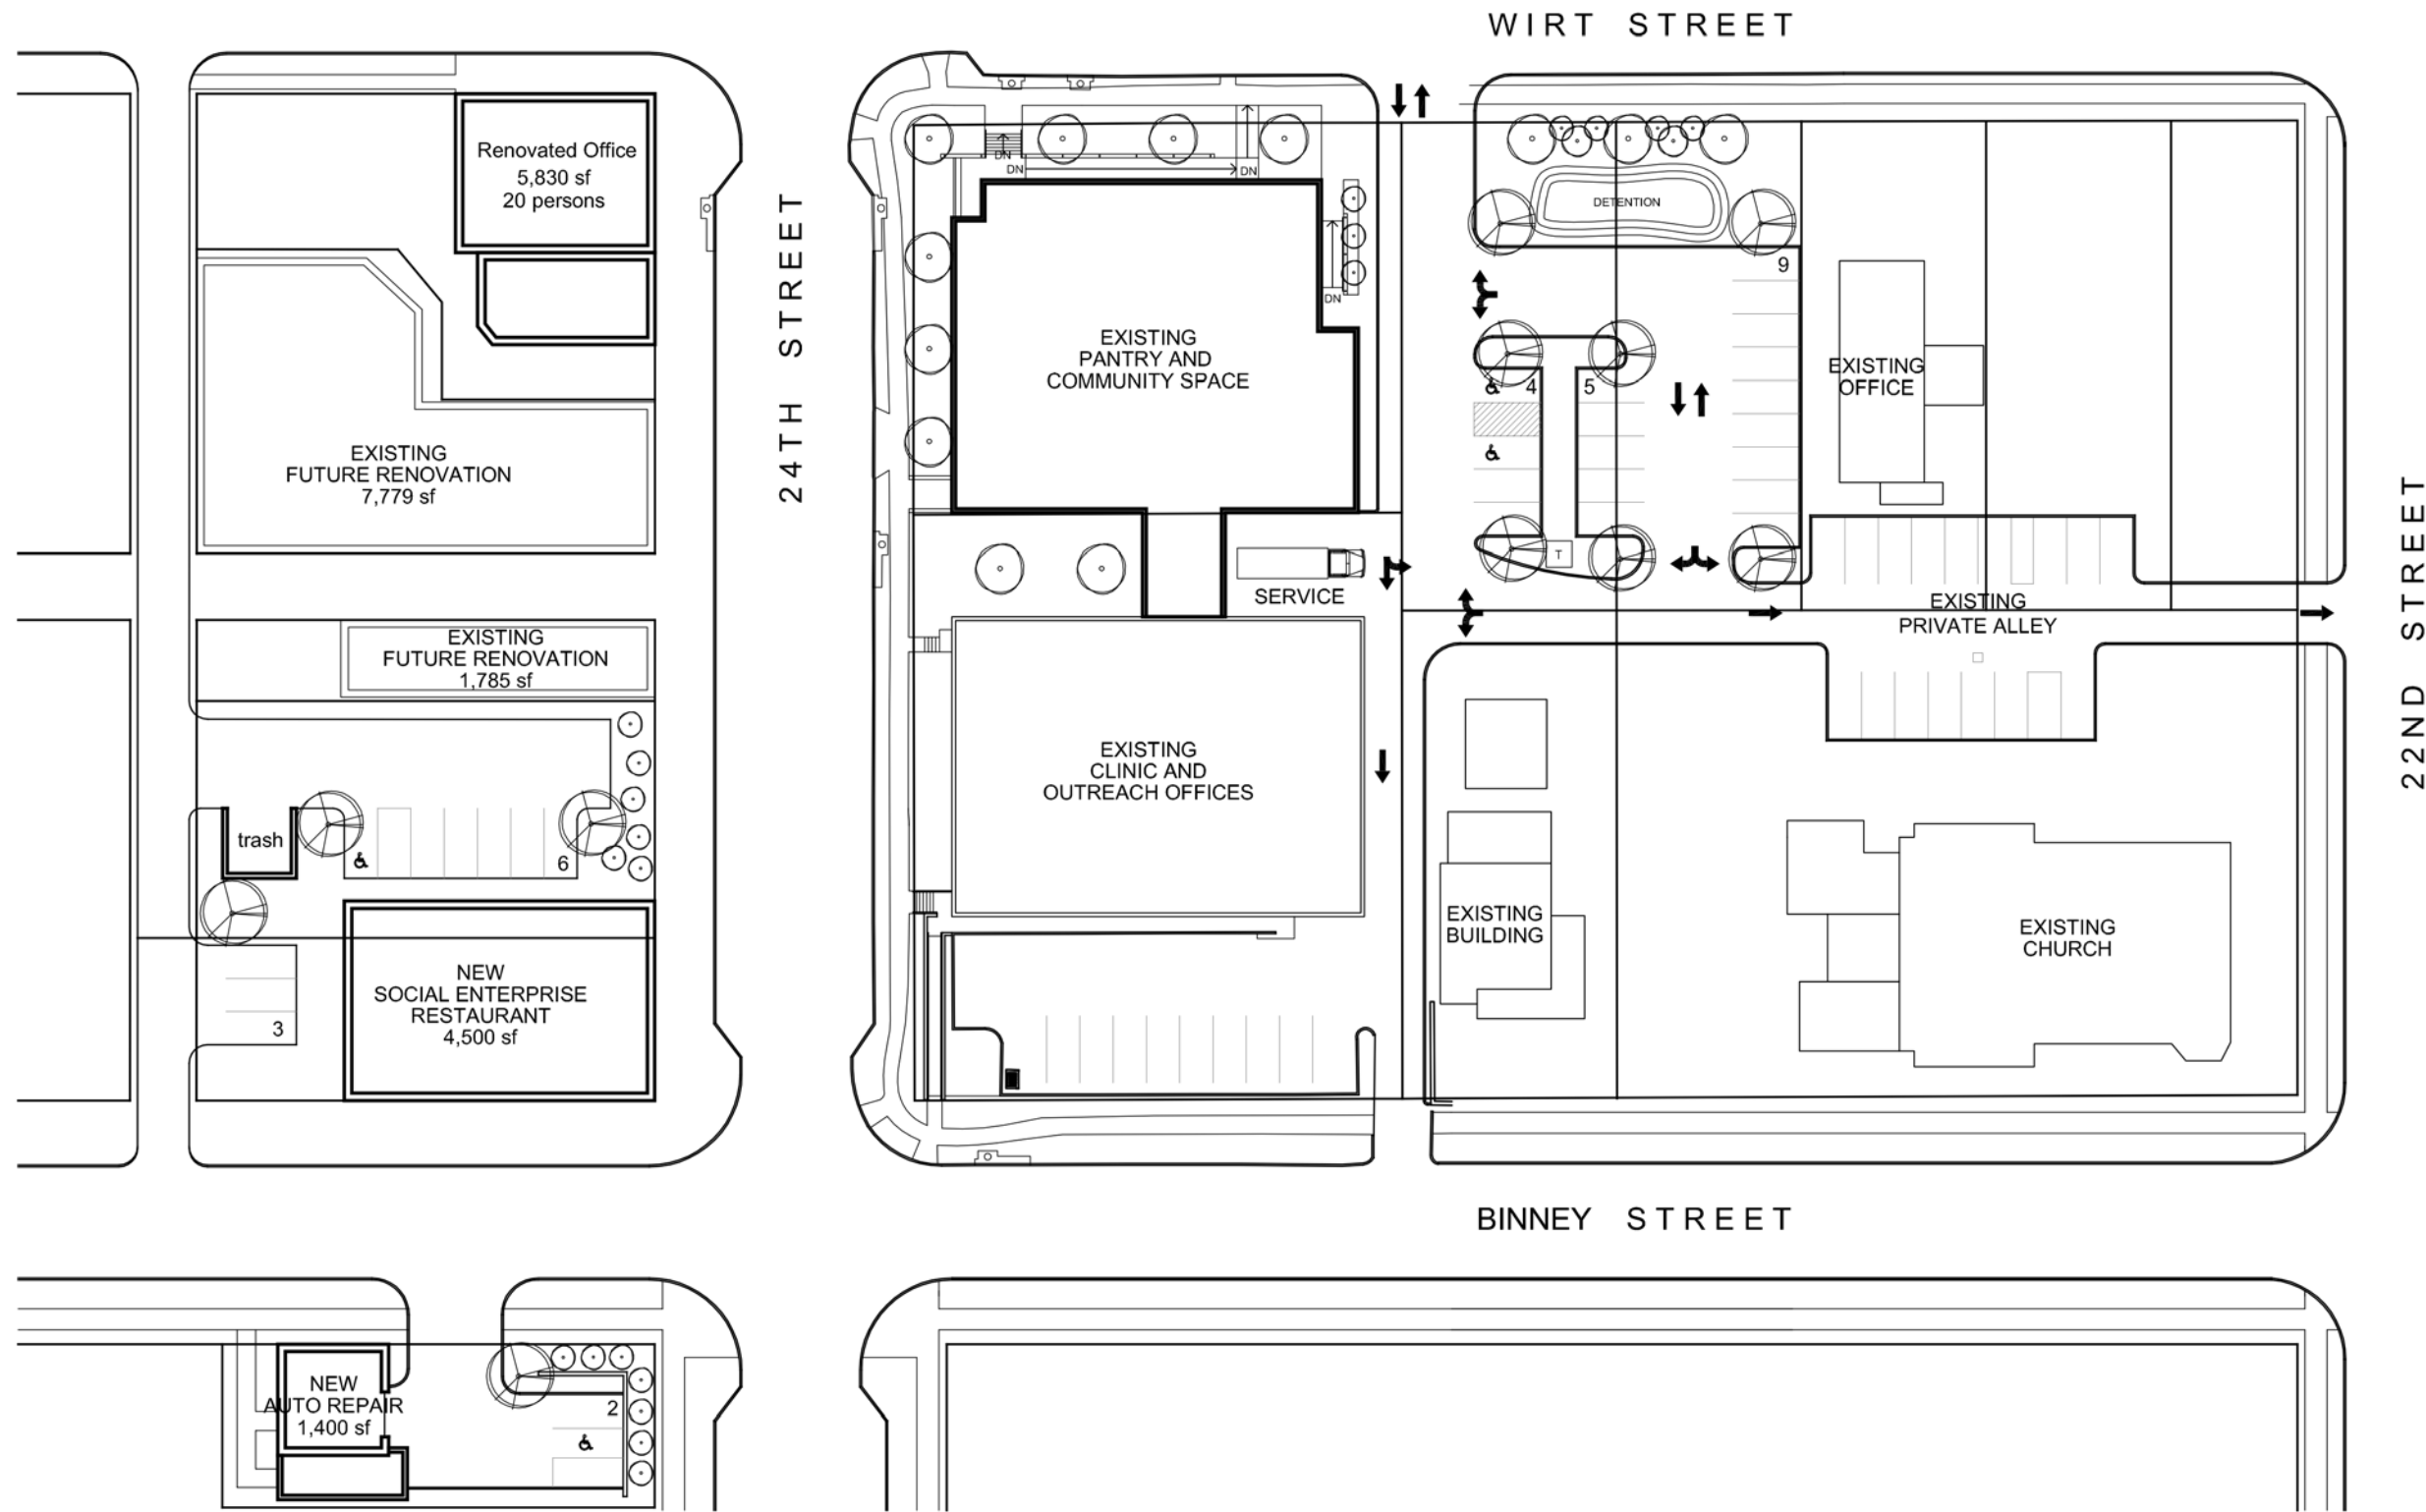 WIRT STREET
Renovated Office
5,830 sf
20 persons
EXISTING
FUTURE RENOVATION
7,779 sf
24TH STREET
DN
DN
DN
DN
EXISTING
PANTRY AND
COMMUNITY SPACE
DETENTION
9
4
5
EXISTING
OFFICE
T
SERVICE
EXISTING
PRIVATE ALLEY
22ND STREET
EXISTING
FUTURE RENOVATION
1,785 sf
trash
6
EXISTING
CLINIC AND
OUTREACH OFFICES
EXISTING
BUILDING
EXISTING
CHURCH
NEW
SOCIAL ENTERPRISE
RESTAURANT
4,500 sf
3
BINNEY STREET
NEW
AUTO REPAIR
1,400 sf
2